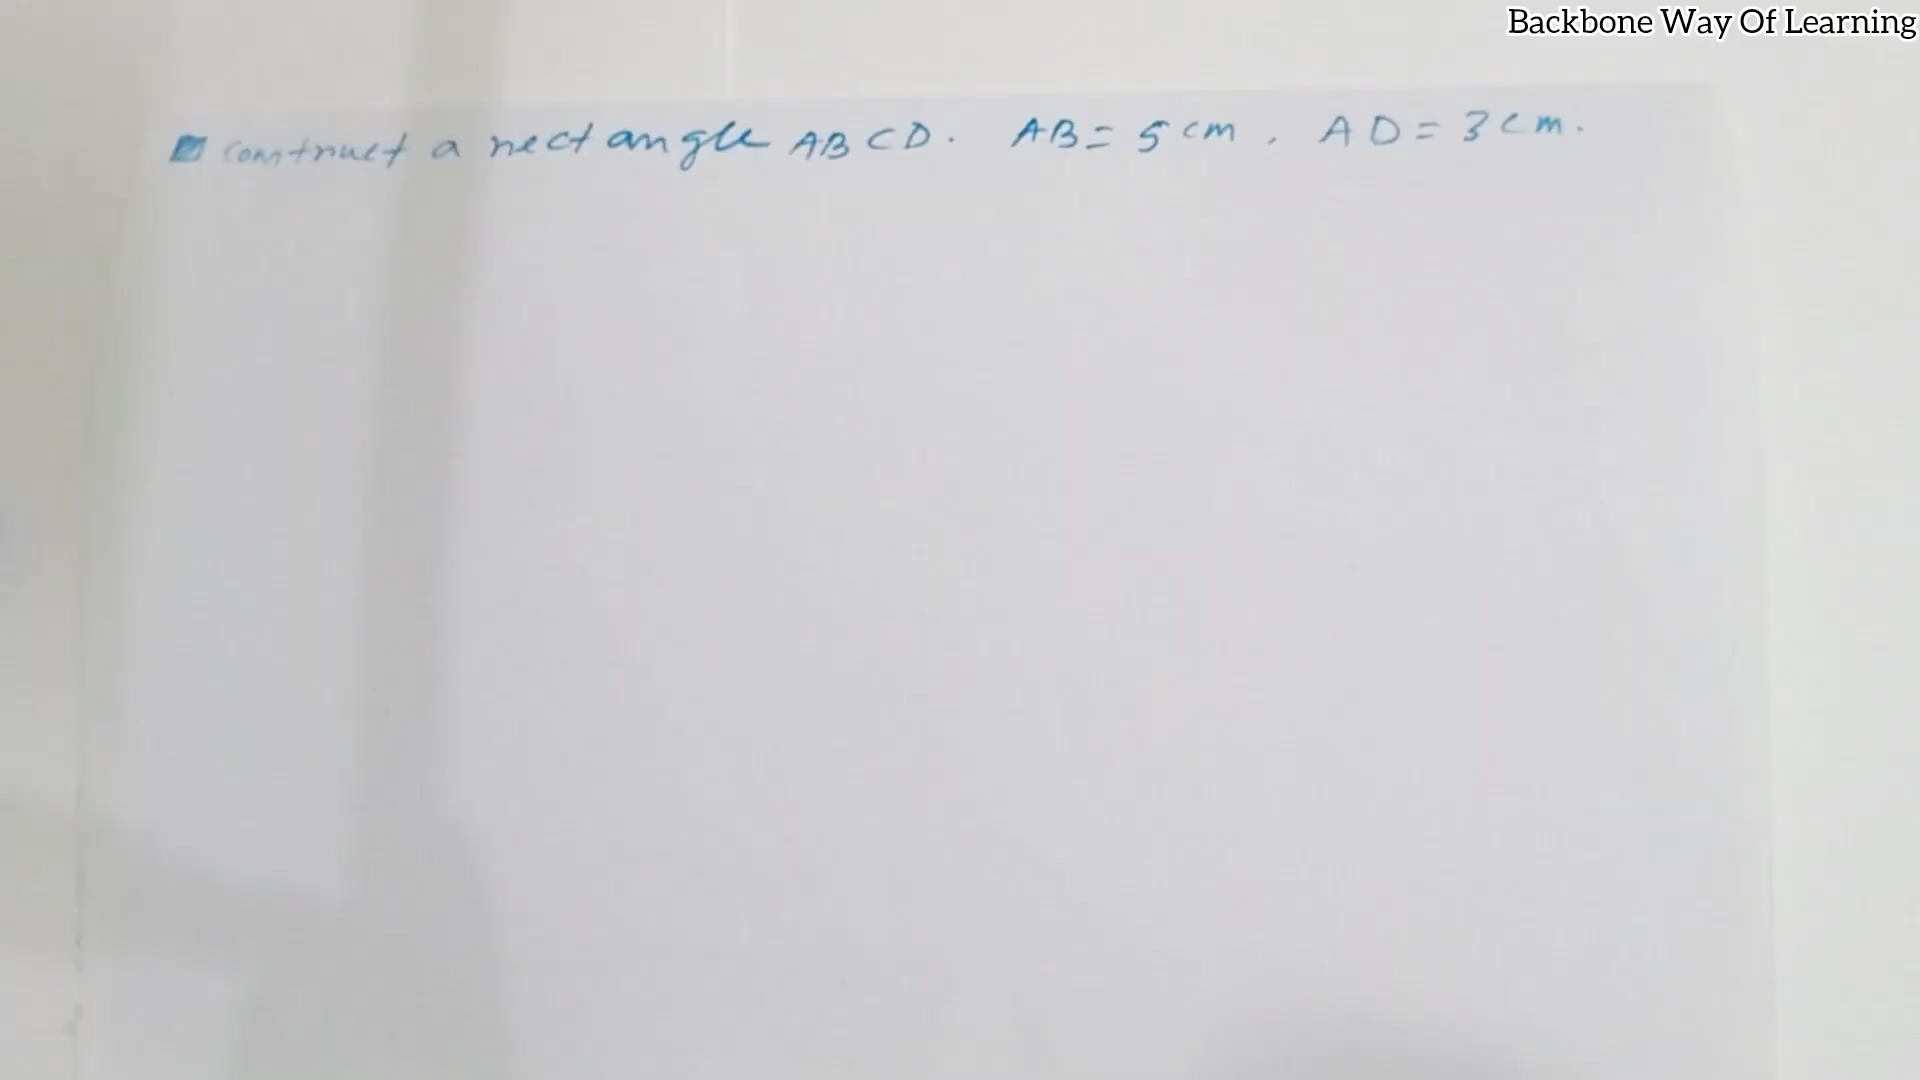 Backbone Way Of Learning
Construct a rectangle ABCD. AB = 5 cm, AD = 3 cm.